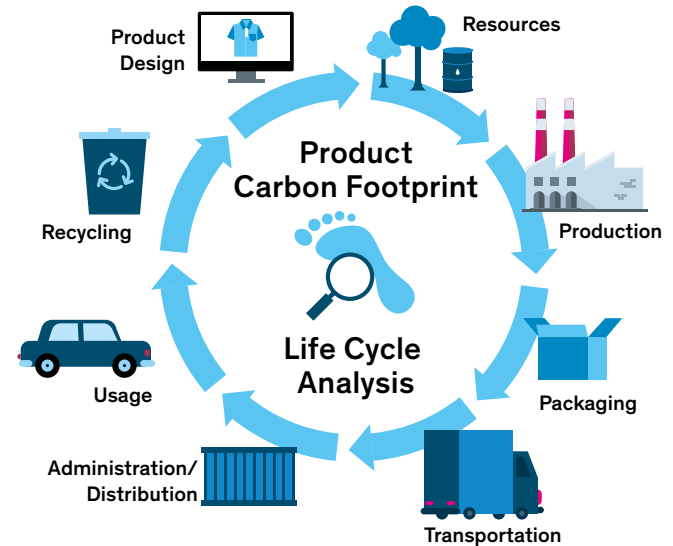 Product
Design
Resources
Product
Carbon Footprint
Production
Recycling
Life Cycle
Analysis
Usage
Packaging
Administration/
Distribution
Transportation